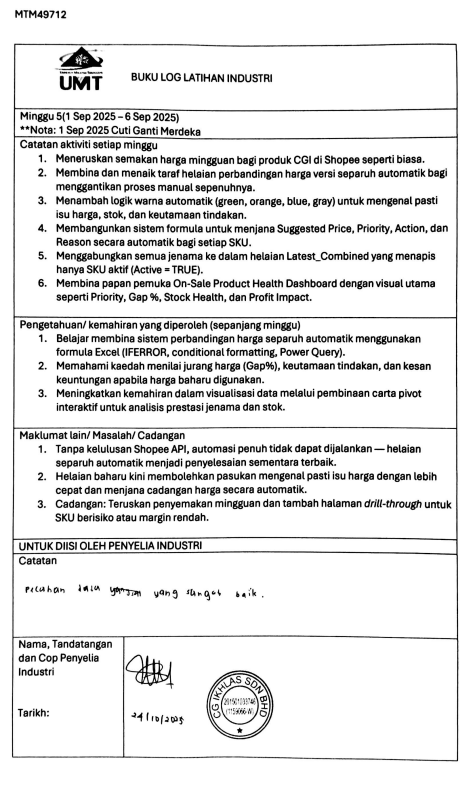 MTM49712
UNIVERSITI MALAYSIA TERENGGANU
UMT
BUKU LOG LATIHAN INDUSTRI
Minggu 5(1 Sep 2025 – 6 Sep 2025)
**Nota: 1 Sep 2025 Cuti Ganti Merdeka
Catatan aktiviti setiap minggu
1. Meneruskan semakan harga mingguan bagi produk CGI di Shopee seperti biasa.
2. Membina dan menaik taraf helaian perbandingan harga versi separuh automatik bagi
menggantikan proses manual sepenuhnya.
3. Menambah logik warna automatik (green, orange, blue, gray) untuk mengenal pasti
isu harga, stok, dan keutamaan tindakan.
4. Membangunkan sistem formula untuk menjana Suggested Price, Priority, Action, dan
Reason secara automatik bagi setiap SKU.
5. Menggabungkan semua jenama ke dalam helaian Latest_Combined yang menapis
hanya SKU aktif (Active = TRUE).
6. Membina papan pemuka On-Sale Product Health Dashboard dengan visual utama
seperti Priority, Gap %, Stock Health, dan Profit Impact.
Pengetahuan/ kemahiran yang diperoleh (sepanjang minggu)
1. Belajar membina sistem perbandingan harga separuh automatik menggunakan
formula Excel (IFERROR, conditional formatting, Power Query).
2. Memahami kaedah menilai jurang harga (Gap%), keutamaan tindakan, dan kesan
keuntungan apabila harga baharu digunakan.
3. Meningkatkan kemahiran dalam visualisasi data melalui pembinaan carta pivot
interaktif untuk analisis prestasi jenama dan stok.
Maklumat lain/ Masalah/ Cadangan
1. Tanpa kelulusan Shopee API, automasi penuh tidak dapat dijalankan — helaian
separuh automatik menjadi penyelesaian sementara terbaik.
2. Helaian baharu kini membolehkan pasukan mengenal pasti isu harga dengan lebih
cepat dan menjana cadangan harga secara automatik.
3. Cadangan: Teruskan penyemakan mingguan dan tambah halaman drill-through untuk
SKU berisiko atau margin rendah.
UNTUK DIISI OLEH PENYELIA INDUSTRI
Catatan
pecahan data yang sangat baik.
Nama, Tandatangan
dan Cop Penyelia
Industri
Tarikh:
24/10/2025
CG IKHLAS SDN BHD
201501033746
(1159066-W)